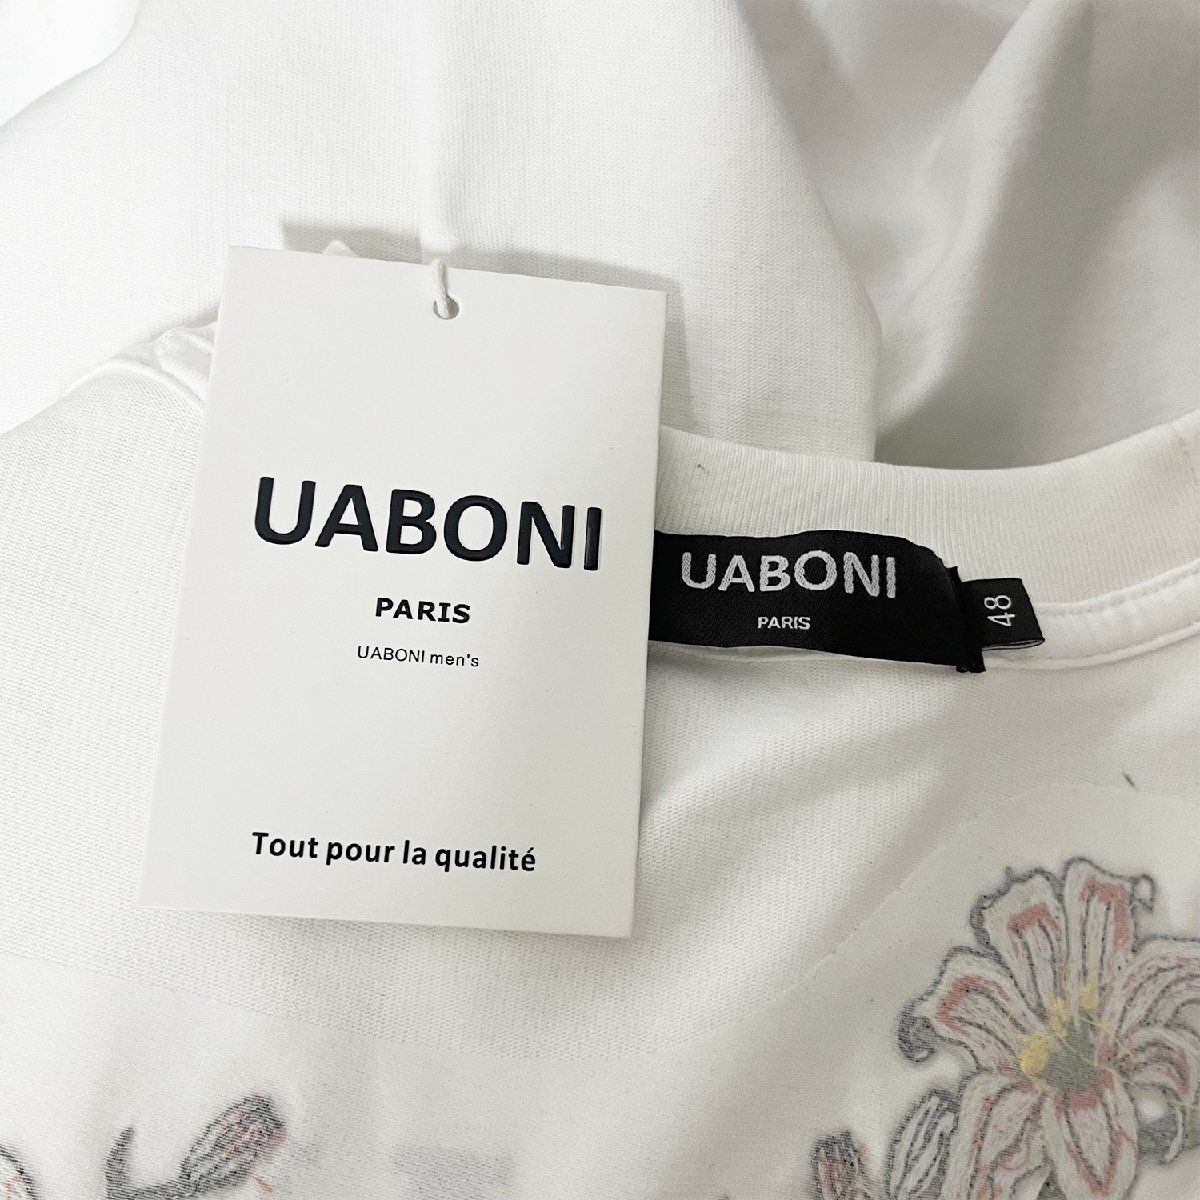 UABONI
PARIS
UABONI men's
Tout pour la qualité
UABONI
PARIS
48